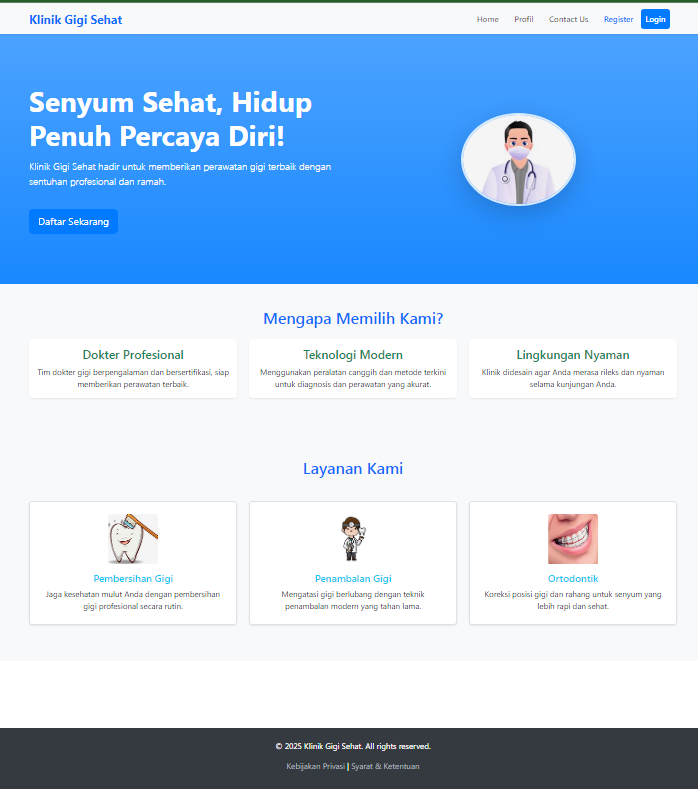 Klinik Gigi Sehat
Home Profil Contact Us Register Login
Senyum Sehat, Hidup
Penuh Percaya Diri!
Klinik Gigi Sehat hadir untuk memberikan perawatan gigi terbaik dengan
sentuhan profesional dan ramah.
Daftar Sekarang
Mengapa Memilih Kami?
Dokter Profesional
Tim dokter gigi berpengalaman dan bersertifikasi, siap
memberikan perawatan terbaik.
Teknologi Modern
Menggunakan peralatan canggih dan metode terkini
untuk diagnosis dan perawatan yang akurat.
Lingkungan Nyaman
Klinik didesain agar Anda merasa rileks dan nyaman
selama kunjungan Anda.
Layanan Kami
Pembersihan Gigi
Jaga kesehatan mulut Anda dengan pembersihan
gigi profesional secara rutin.
Penambalan Gigi
Mengatasi gigi berlubang dengan teknik
penambalan modern yang tahan lama.
Ortodontik
Koreksi posisi gigi dan rahang untuk senyum yang
lebih rapi dan sehat.
© 2025 Klinik Gigi Sehat. All rights reserved.
Kebijakan Privasi | Syarat & Ketentuan